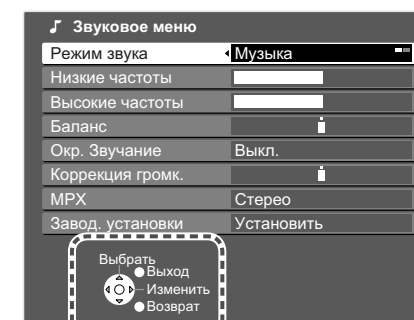 Звуковое меню
Режим звука Музыка
Низкие частоты
Высокие частоты
Баланс
Окр. Звучание Выкл.
Коррекция громк.
MPX Стерео
Завод. установки Установить
Выбрать
Выход
Изменить
Возврат